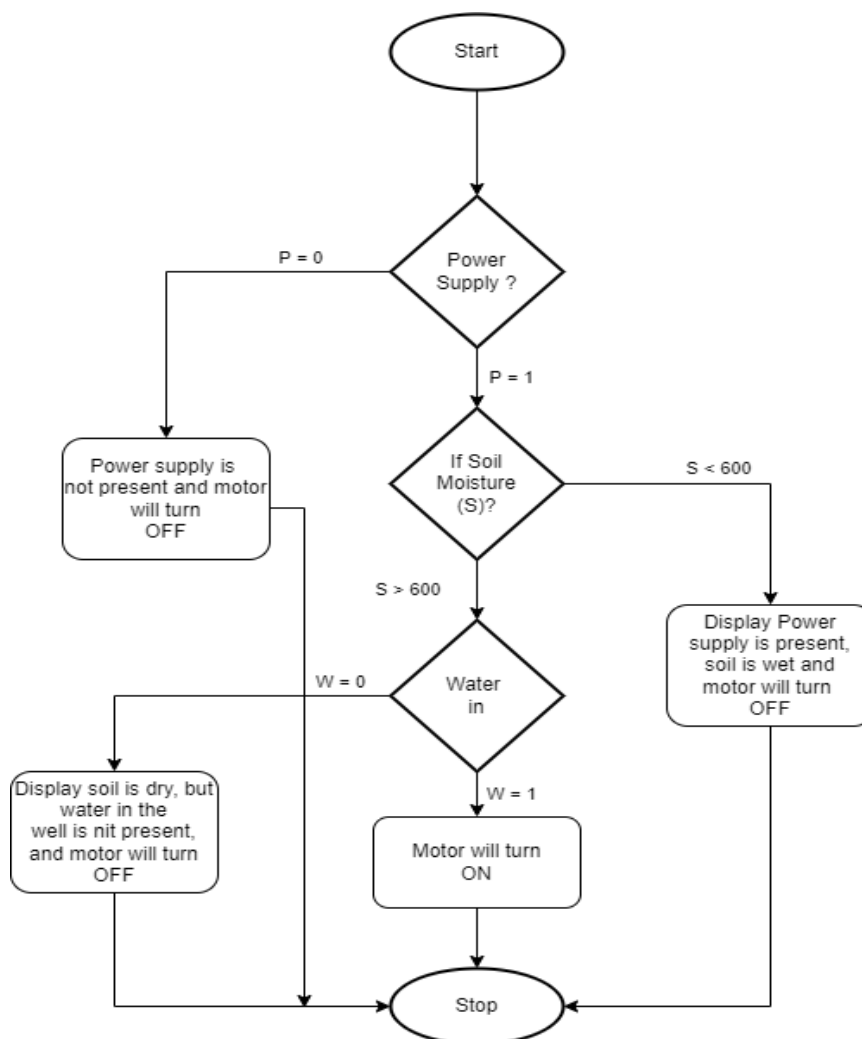 Start
Power
Supply ?
P = 0
P = 1
If Soil
Moisture
(S)?
S < 600
Power supply is
not present and motor
will turn
OFF
S > 600
Display Power
supply is present,
soil is wet and
motor will turn
OFF
Water
in
W = 0
W = 1
Display soil is dry, but
water in the
well is nit present,
and motor will turn
OFF
Motor will turn
ON
Stop